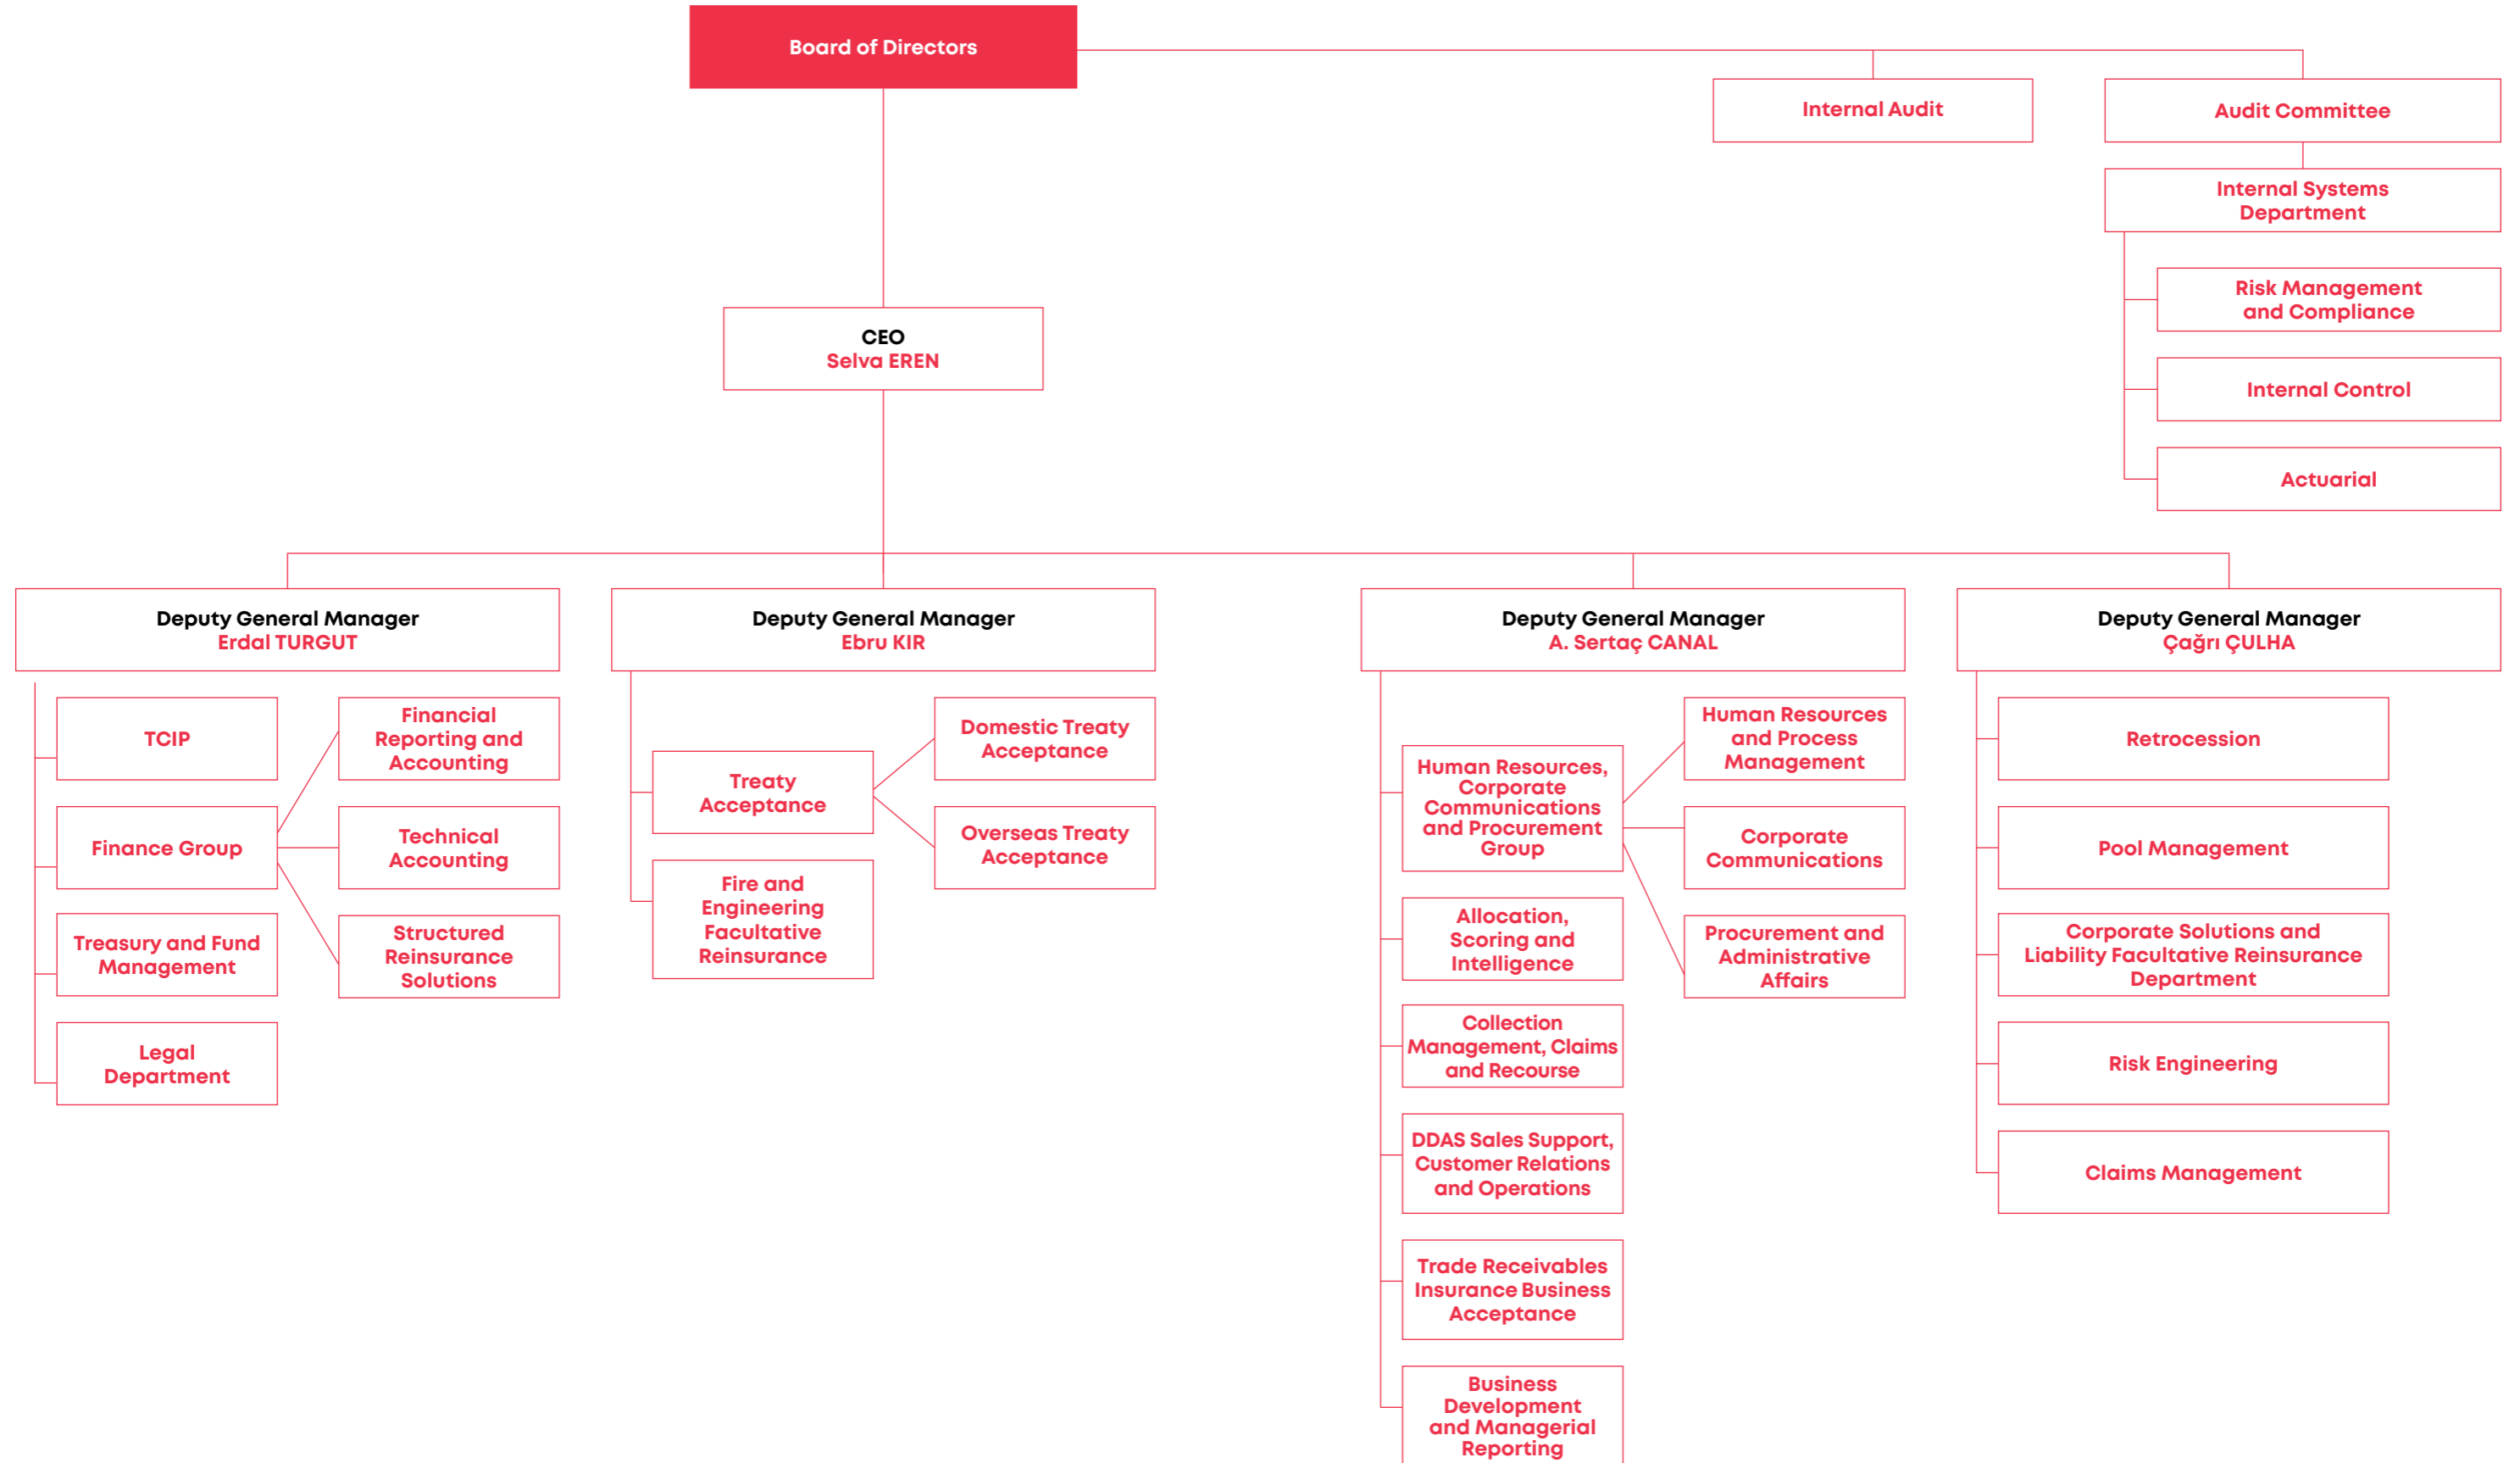 Board of Directors
Internal Audit
Audit Committee
Internal Systems
Department
Risk Management
and Compliance
Internal Control
Actuarial
CEO
Selva EREN
Deputy General Manager
Erdal TURGUT
TCIP
Finance Group
Treasury and Fund
Management
Legal
Department
Financial
Reporting and
Accounting
Technical
Accounting
Structured
Reinsurance
Solutions
Deputy General Manager
Ebru KIR
Treaty
Acceptance
Fire and
Engineering
Facultative
Reinsurance
Domestic Treaty
Acceptance
Overseas Treaty
Acceptance
Deputy General Manager
A. Sertaç CANAL
Human Resources,
Corporate
Communications
and Procurement
Group
Allocation,
Scoring and
Intelligence
Collection
Management, Claims
and Recourse
DDAS Sales Support,
Customer Relations
and Operations
Trade Receivables
Insurance Business
Acceptance
Business
Development
and Managerial
Reporting
Human Resources
and Process
Management
Corporate
Communications
Procurement and
Administrative
Affairs
Deputy General Manager
Çağrı ÇULHA
Retrocession
Pool Management
Corporate Solutions and
Liability Facultative Reinsurance
Department
Risk Engineering
Claims Management